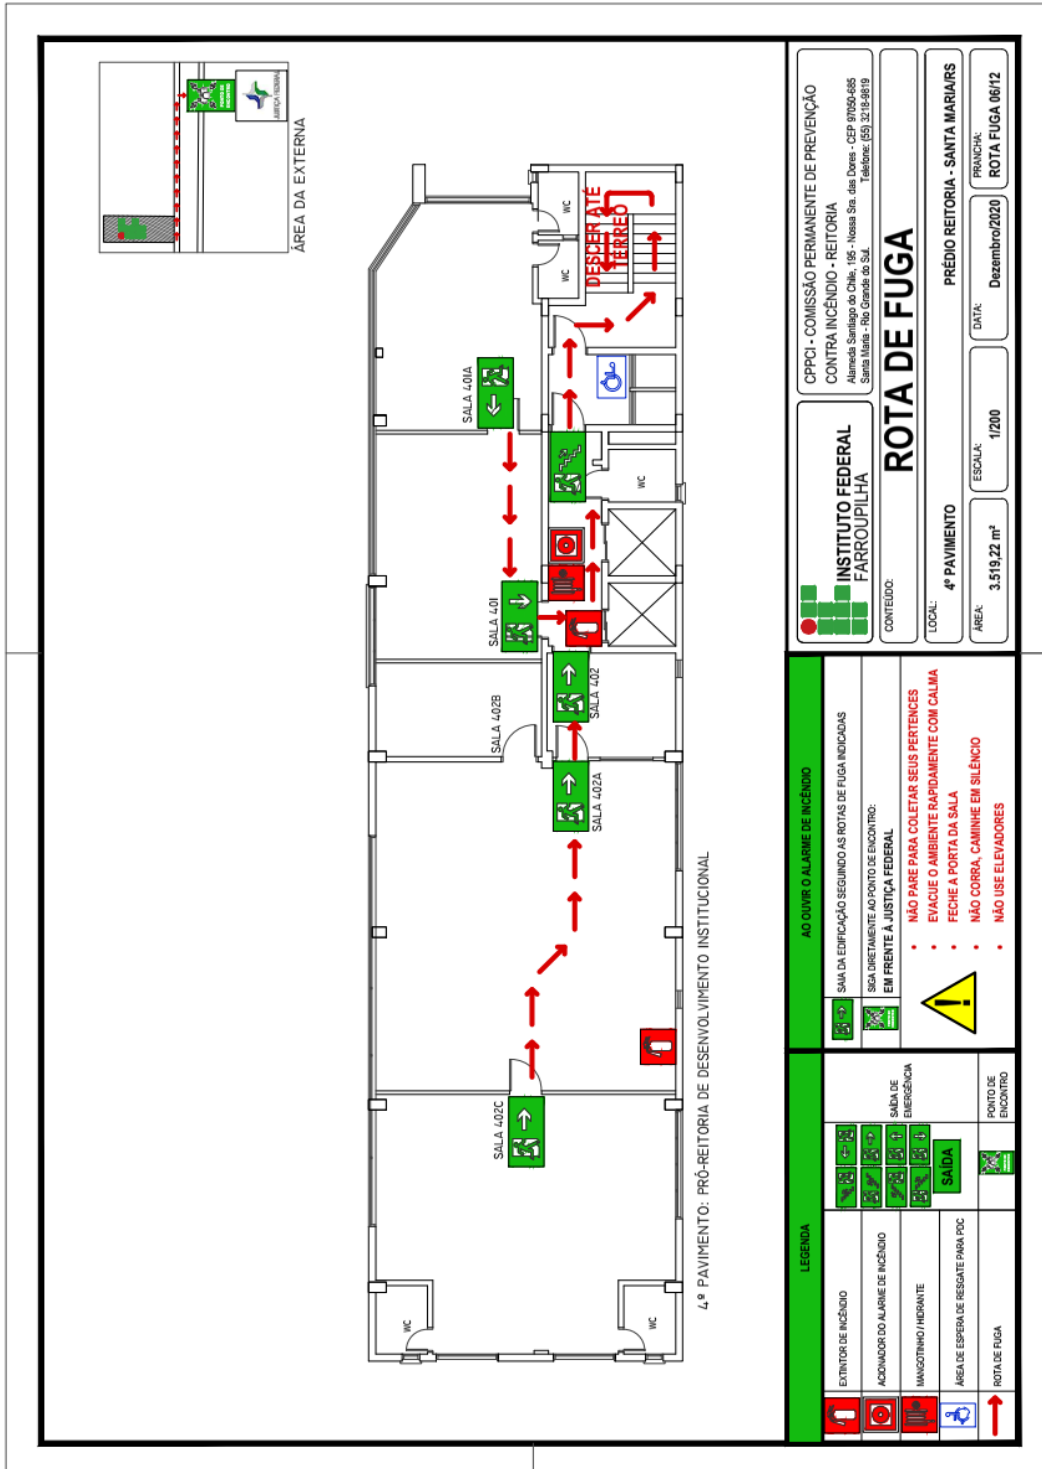 ÁREA DA EXTERNA
JUSTIÇA FEDERAL
SALA 401A
SALA 401
SALA 402B
SALA 402
SALA 402A
SALA 402C
WC
WC
WC
WC
WC
DESCER ATÉ
TERREO
4º PAVIMENTO: PRÓ-REITORIA DE DESENVOLVIMENTO INSTITUCIONAL
LEGENDA
EXTINTOR DE INCÊNDIO
ACIONADOR DO ALARME DE INCÊNDIO
MANGOTINHO / HIDRANTE
ÁREA DE ESPERA DE RESGATE PARA PDC
ROTA DE FUGA
SAÍDA
SAÍDA DE
EMERGÊNCIA
PONTO DE
ENCONTRO
AO OUVIR O ALARME DE INCÊNDIO
SAIA DA EDIFICAÇÃO SEGUINDO AS ROTAS DE FUGA INDICADAS
SIGA DIRETAMENTE AO PONTO DE ENCONTRO:
EM FRENTE À JUSTIÇA FEDERAL
• NÃO PARE PARA COLETAR SEUS PERTENCES
• EVACUE O AMBIENTE RAPIDAMENTE COM CALMA
• FECHE A PORTA DA SALA
• NÃO CORRA, CAMINHE EM SILÊNCIO
• NÃO USE ELEVADORES
INSTITUTO FEDERAL
FARROUPILHA
CPPCI - COMISSÃO PERMANENTE DE PREVENÇÃO
CONTRA INCÊNDIO - REITORIA
Alameda Santiago do Chile, 195 - Nossa Sra. das Dores - CEP 97050-685
Santa Maria - Rio Grande do Sul. Telefone: (55) 3218-9819
CONTEÚDO:
ROTA DE FUGA
LOCAL:
4º PAVIMENTO PRÉDIO REITORIA - SANTA MARIA/RS
ÁREA:
3.519,22 m²
ESCALA:
1/200
DATA:
Dezembro/2020
PRANCHA:
ROTA FUGA 06/12